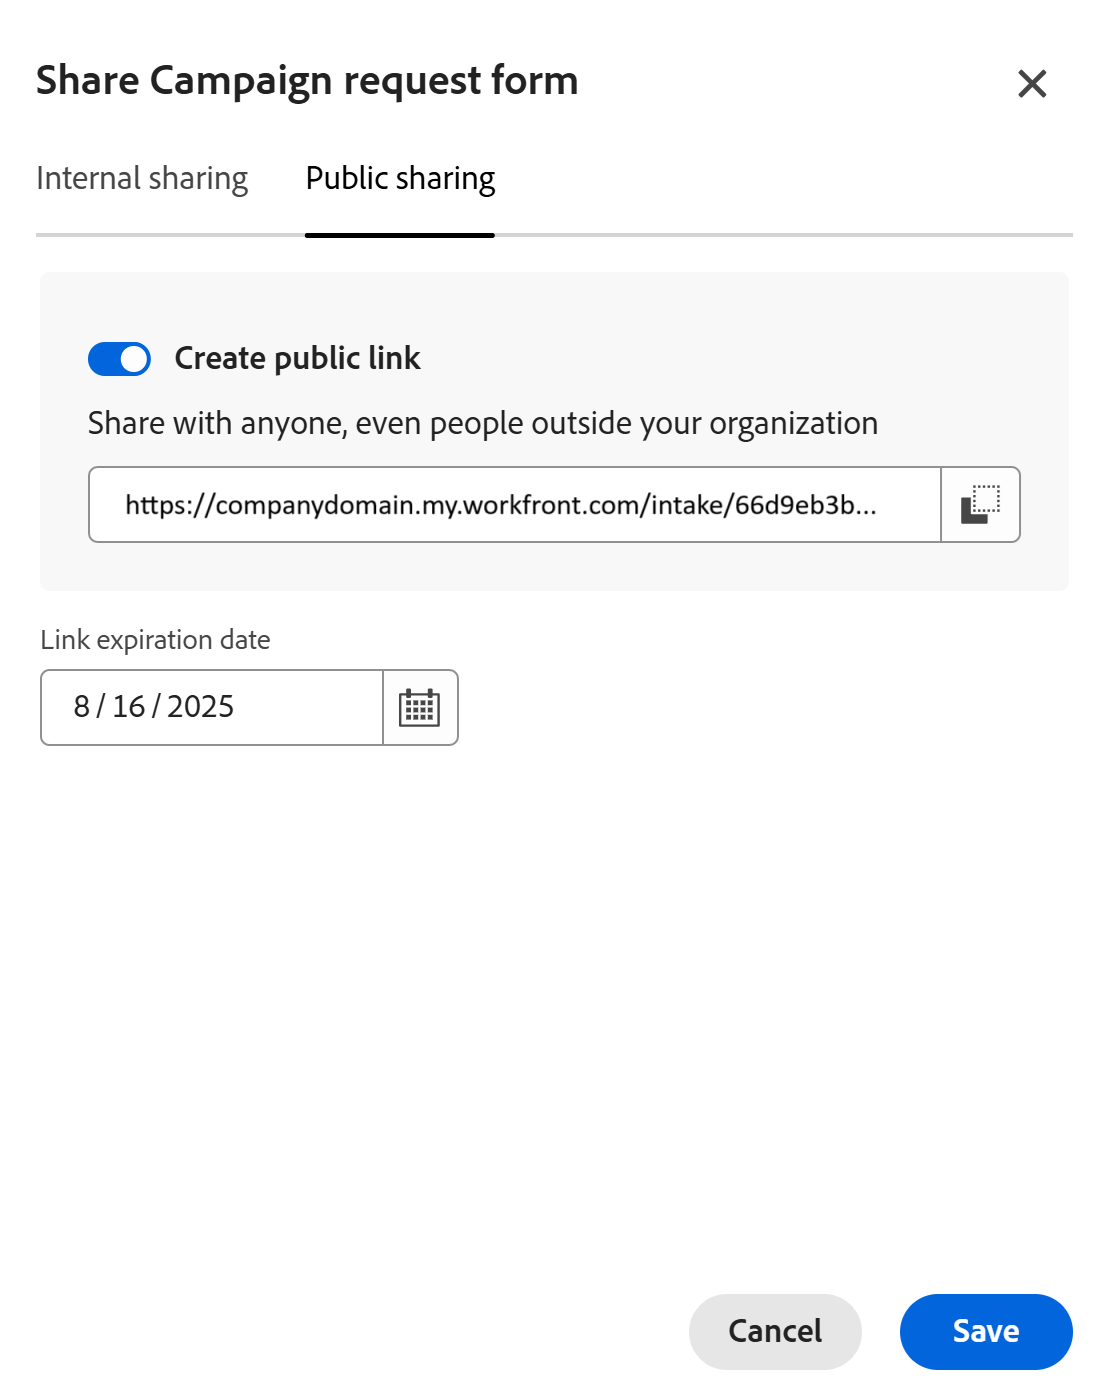 Share Campaign request form
Internal sharing
Public sharing
Create public link
Share with anyone, even people outside your organization
https://companydomain.my.workfront.com/intake/66d9eb3b...
Link expiration date
8 / 16 / 2025
Cancel
Save